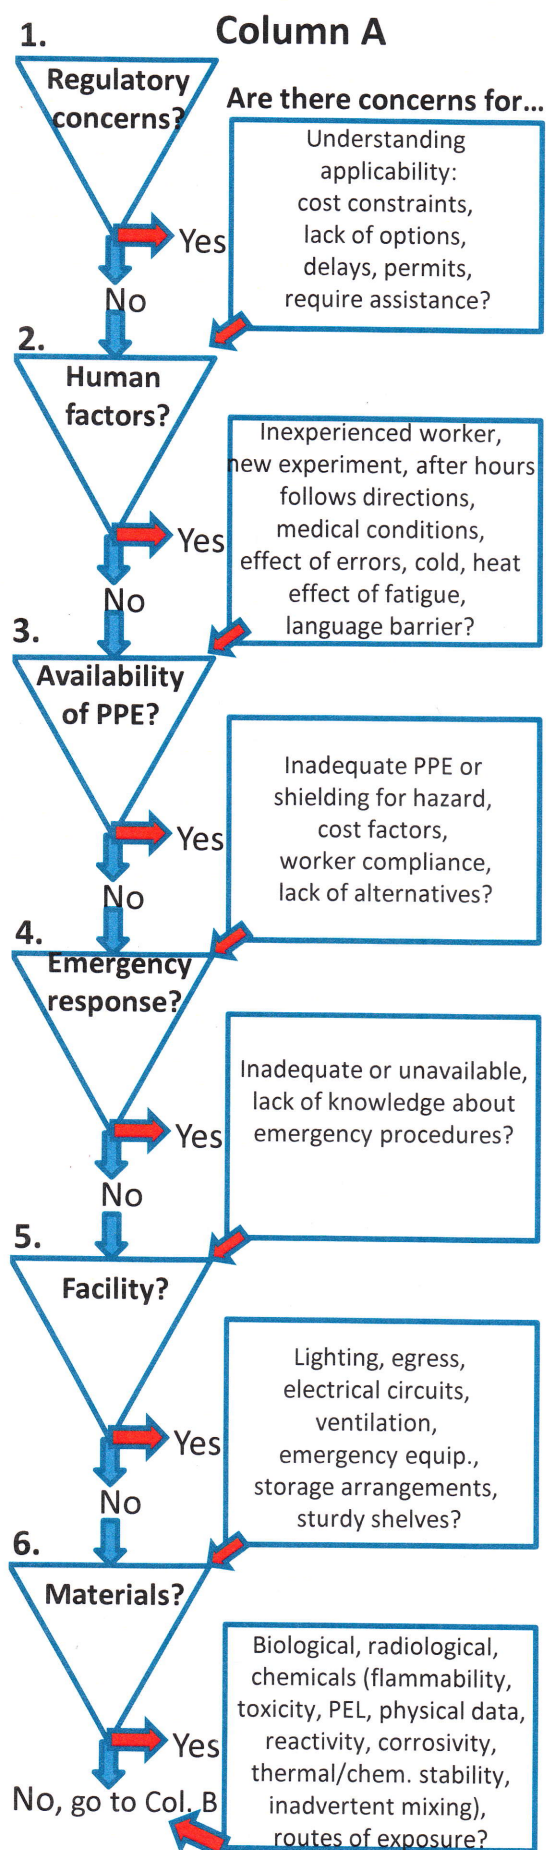 Column A
1.
Regulatory
concerns?
Are there concerns for...
Understanding
applicability:
cost constraints,
lack of options,
delays, permits,
require assistance?
Yes
No
2.
Human
factors?
Inexperienced worker,
new experiment, after hours
follows directions,
medical conditions,
effect of errors, cold, heat
effect of fatigue,
language barrier?
Yes
No
3.
Availability
of PPE?
Inadequate PPE or
shielding for hazard,
cost factors,
worker compliance,
lack of alternatives?
Yes
No
4.
Emergency
response?
Inadequate or unavailable,
lack of knowledge about
emergency procedures?
Yes
No
5.
Facility?
Lighting, egress,
electrical circuits,
ventilation,
emergency equip.,
storage arrangements,
sturdy shelves?
Yes
No
6.
Materials?
Biological, radiological,
chemicals (flammability,
toxicity, PEL, physical data,
reactivity, corrosivity,
thermal/chem. stability,
inadvertent mixing),
routes of exposure?
Yes
No, go to Col. B